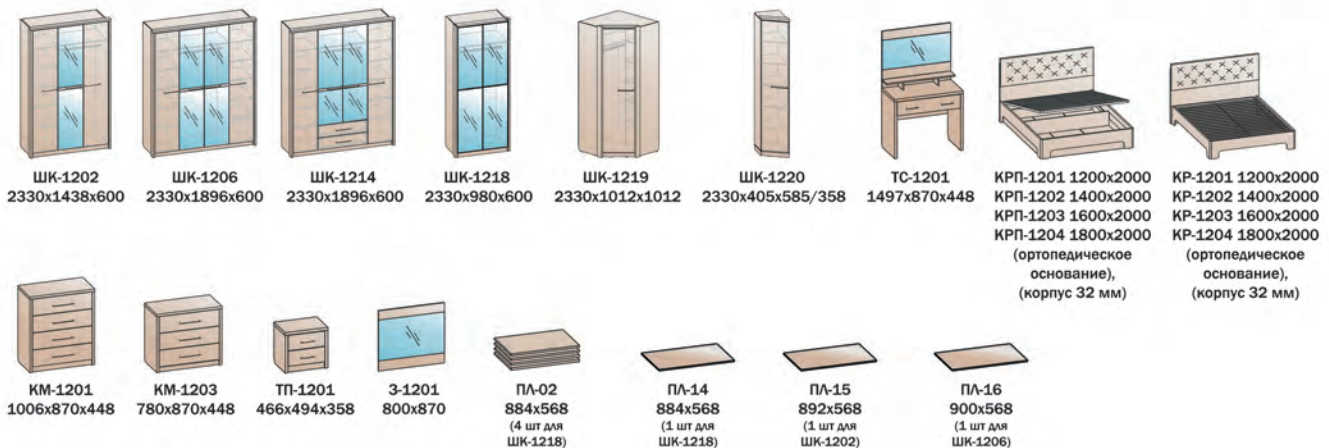 ШК-1202
2330x1438x600
ШК-1206
2330x1896x600
ШК-1214
2330x1896x600
ШК-1218
2330x980x600
ШК-1219
2330x1012x1012
ШК-1220
2330x405x585/358
ТС-1201
1497x870x448
КРП-1201 1200x2000
КРП-1202 1400x2000
КРП-1203 1600x2000
КРП-1204 1800x2000
(ортопедическое
основание),
(корпус 32 мм)
КР-1201 1200x2000
КР-1202 1400x2000
КР-1203 1600x2000
КР-1204 1800x2000
(ортопедическое
основание),
(корпус 32 мм)
КМ-1201
1006x870x448
КМ-1203
780x870x448
ТП-1201
466x494x358
З-1201
800x870
ПЛ-02
884x568
(4 шт для
ШК-1218)
ПЛ-14
884x568
(1 шт для
ШК-1218)
ПЛ-15
892x568
(1 шт для
ШК-1202)
ПЛ-16
900x568
(1 шт для
ШК-1206)